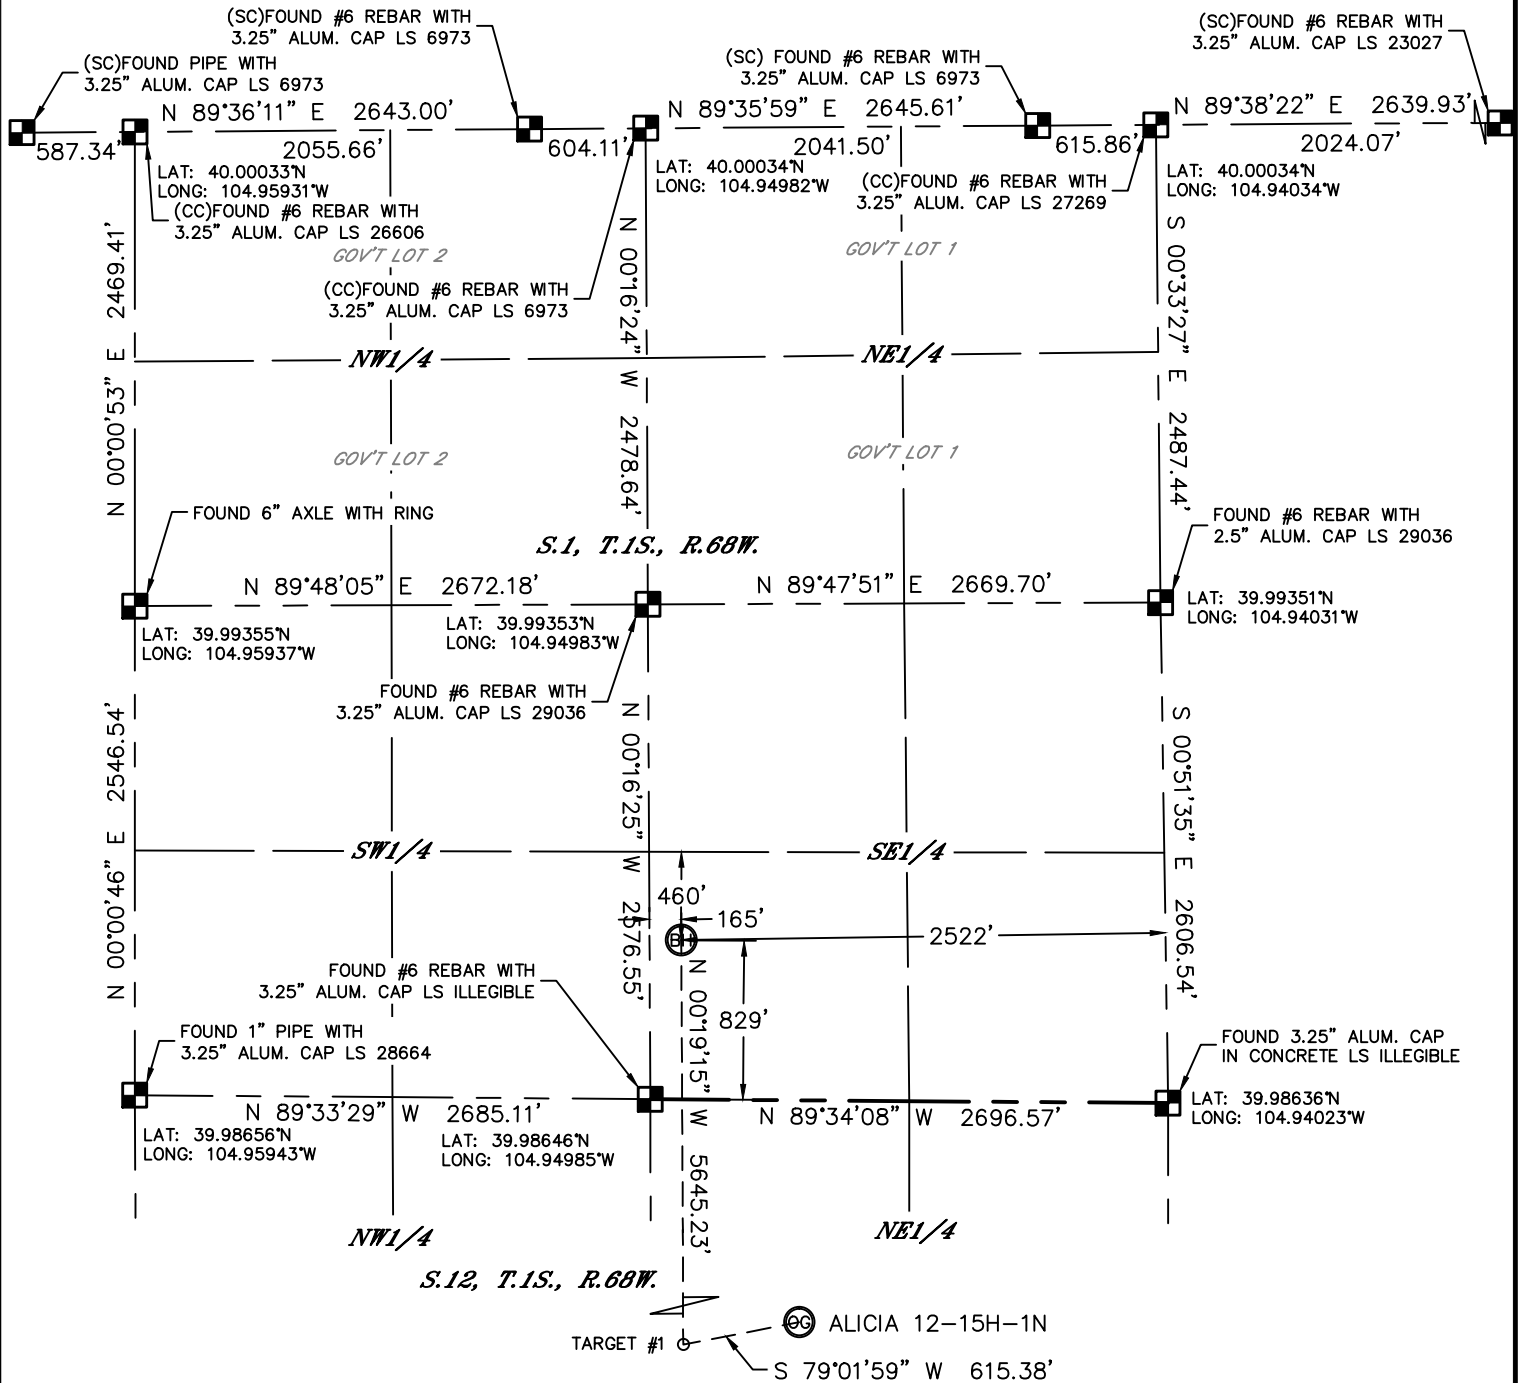 (SC)FOUND #6 REBAR WITH
3.25" ALUM. CAP LS 6973
(SC)FOUND #6 REBAR WITH
3.25" ALUM. CAP LS 23027
(SC)FOUND PIPE WITH
3.25" ALUM. CAP LS 6973
(SC) FOUND #6 REBAR WITH
3.25" ALUM. CAP LS 6973
N 89°36'11" E 2643.00'
N 89°35'59" E 2645.61'
N 89°38'22" E 2639.93'
587.34'
2055.66'
604.11'
2041.50'
615.86'
2024.07'
LAT: 40.00033°N
LONG: 104.95931°W
LAT: 40.00034°N
LONG: 104.94982°W
LAT: 40.00034°N
LONG: 104.94034°W
(CC)FOUND #6 REBAR WITH
3.25" ALUM. CAP LS 26606
(CC)FOUND #6 REBAR WITH
3.25" ALUM. CAP LS 27269
GOV'T LOT 2
GOV'T LOT 1
(CC)FOUND #6 REBAR WITH
3.25" ALUM. CAP LS 6973
N 00°00'53" E 2469.41'
N 00°16'24" W 2478.64'
S 00°33'27" E 2487.44'
NW1/4
NE1/4
GOV'T LOT 2
GOV'T LOT 1
FOUND 6" AXLE WITH RING
FOUND #6 REBAR WITH
2.5" ALUM. CAP LS 29036
S.1, T.1S., R.68W.
N 89°48'05" E 2672.18'
N 89°47'51" E 2669.70'
LAT: 39.99355°N
LONG: 104.95937°W
LAT: 39.99353°N
LONG: 104.94983°W
LAT: 39.99351°N
LONG: 104.94031°W
FOUND #6 REBAR WITH
3.25" ALUM. CAP LS 29036
N 00°00'46" E 2546.54'
N 00°16'25" W 2576.55'
S 00°51'35" E 2606.54'
SW1/4
SE1/4
460'
165'
BH
2522'
829'
FOUND #6 REBAR WITH
3.25" ALUM. CAP LS ILLEGIBLE
FOUND 1" PIPE WITH
3.25" ALUM. CAP LS 28664
FOUND 3.25" ALUM. CAP
IN CONCRETE LS ILLEGIBLE
N 00°19'15" W 5645.23'
N 89°33'29" W 2685.11'
N 89°34'08" W 2696.57'
LAT: 39.98656°N
LONG: 104.95943°W
LAT: 39.98646°N
LONG: 104.94985°W
LAT: 39.98636°N
LONG: 104.94023°W
NW1/4
NE1/4
S.12, T.1S., R.68W.
TARGET #1
OG ALICIA 12-15H-1N
S 79°01'59" W 615.38'